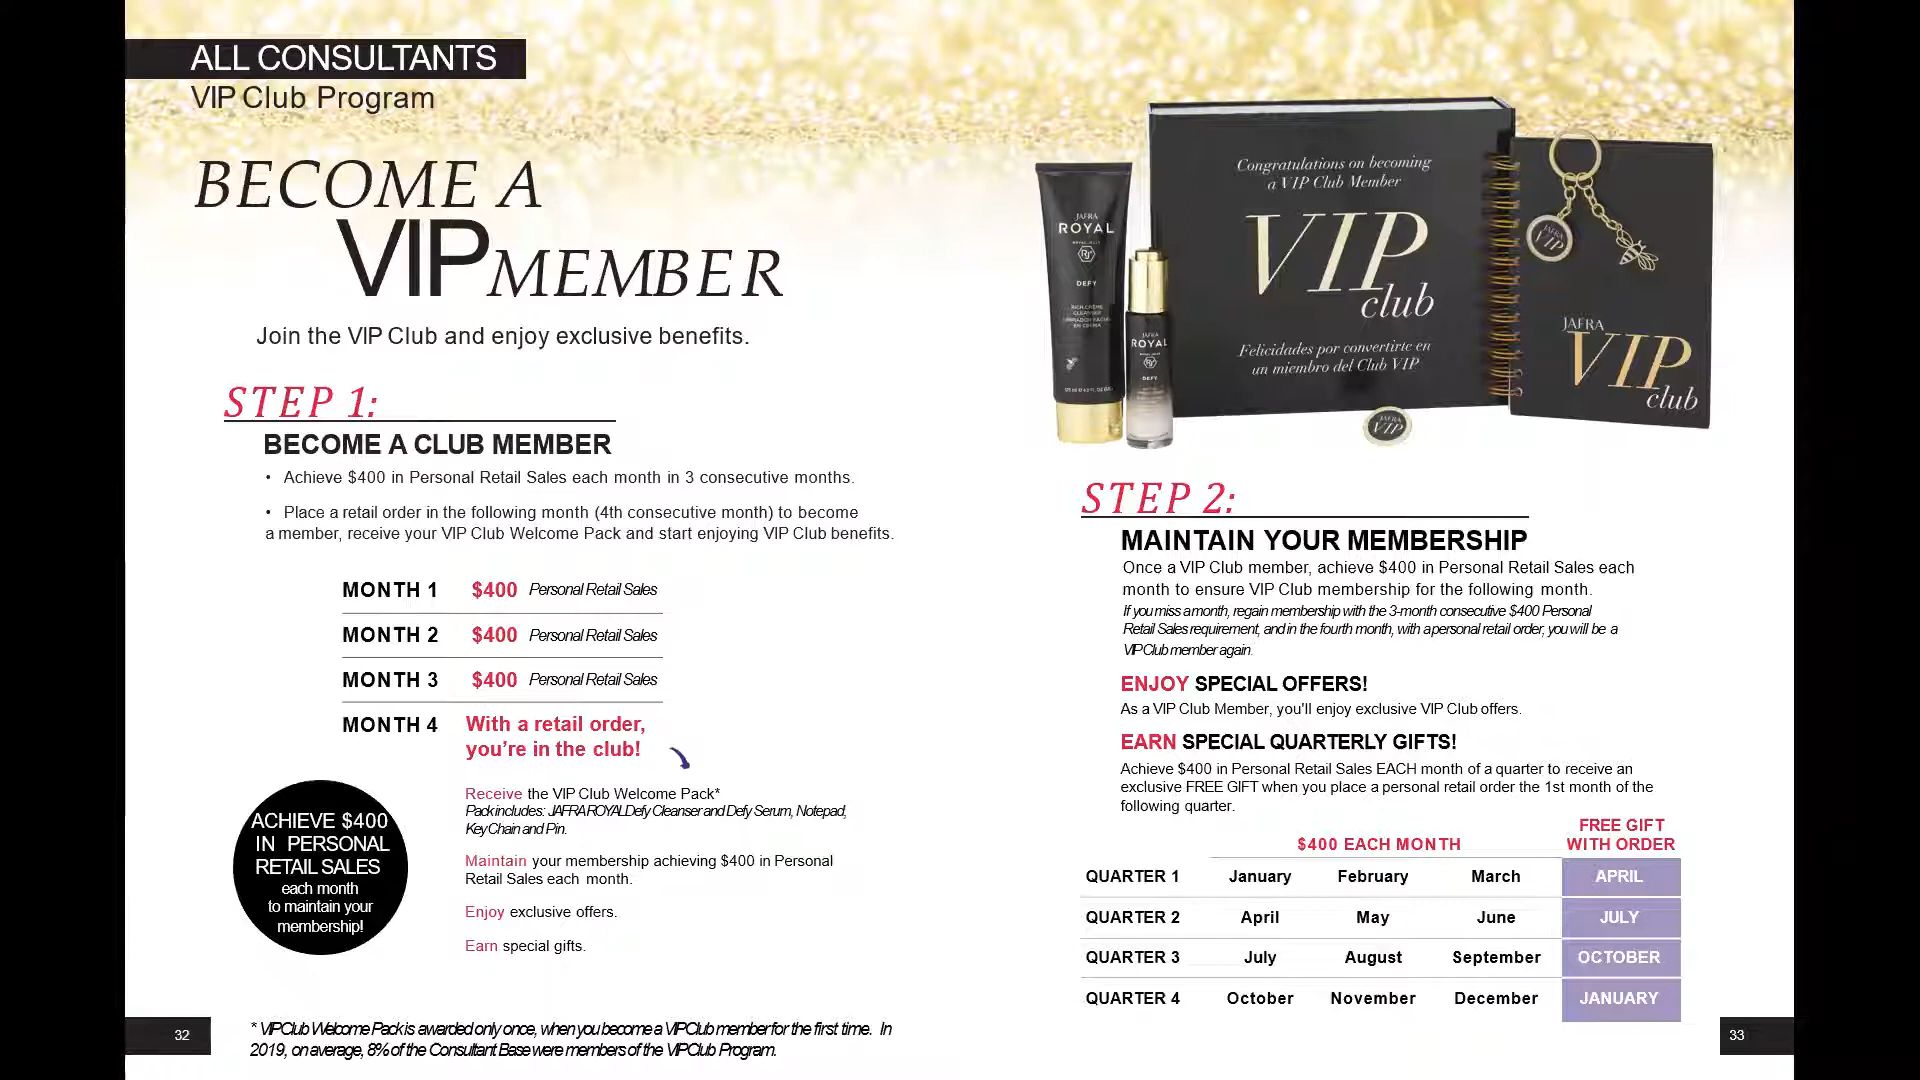 ALL CONSULTANTS
VIP Club Program
BECOME A
VIP MEMBER
Join the VIP Club and enjoy exclusive benefits.
STEP 1:
BECOME A CLUB MEMBER
• Achieve $400 in Personal Retail Sales each month in 3 consecutive months.
• Place a retail order in the following month (4th consecutive month) to become
a member, receive your VIP Club Welcome Pack and start enjoying VIP Club benefits.
MONTH 1 $400 Personal Retail Sales
MONTH 2 $400 Personal Retail Sales
MONTH 3 $400 Personal Retail Sales
MONTH 4 With a retail order,
you're in the club!
ACHIEVE $400
IN PERSONAL
RETAIL SALES
each month
to maintain your
membership!
Receive the VIP Club Welcome Pack*
Pack includes: JAFRA ROYAL Defy Cleanser and Defy Serum, Notepad,
Key Chain and Pin.
Maintain your membership achieving $400 in Personal
Retail Sales each month.
Enjoy exclusive offers.
Earn special gifts.
* VIP Club Welcome Pack is awarded only once, when you become a VIP Club member for the first time. In
2019, on average, 8% of the Consultant Base were members of the VIP Club Program.
32
JAFRA
ROYAL
ROYAL JELLY
RJ
DEFY
RICH CRÈME
CLEANSER
LIMPIADOR FACIAL
EN CREMA
JAFRA
ROYAL
RJ
DEFY
Congratulations on becoming
a VIP Club Member
VIP
club
Felicidades por convertirte en
un miembro del Club VIP
JAFRA
VIP
JAFRA
VIP
club
JAFRA
VIP
STEP 2:
MAINTAIN YOUR MEMBERSHIP
Once a VIP Club member, achieve $400 in Personal Retail Sales each
month to ensure VIP Club membership for the following month.
If you miss a month, regain membership with the 3-month consecutive $400 Personal
Retail Sales requirement, and in the fourth month, with a personal retail order, you will be a
VIP Club member again.
ENJOY SPECIAL OFFERS!
As a VIP Club Member, you'll enjoy exclusive VIP Club offers.
EARN SPECIAL QUARTERLY GIFTS!
Achieve $400 in Personal Retail Sales EACH month of a quarter to receive an
exclusive FREE GIFT when you place a personal retail order the 1st month of the
following quarter.
$400 EACH MONTH FREE GIFT
WITH ORDER
QUARTER 1 January February March APRIL
QUARTER 2 April May June JULY
QUARTER 3 July August September OCTOBER
QUARTER 4 October November December JANUARY
33